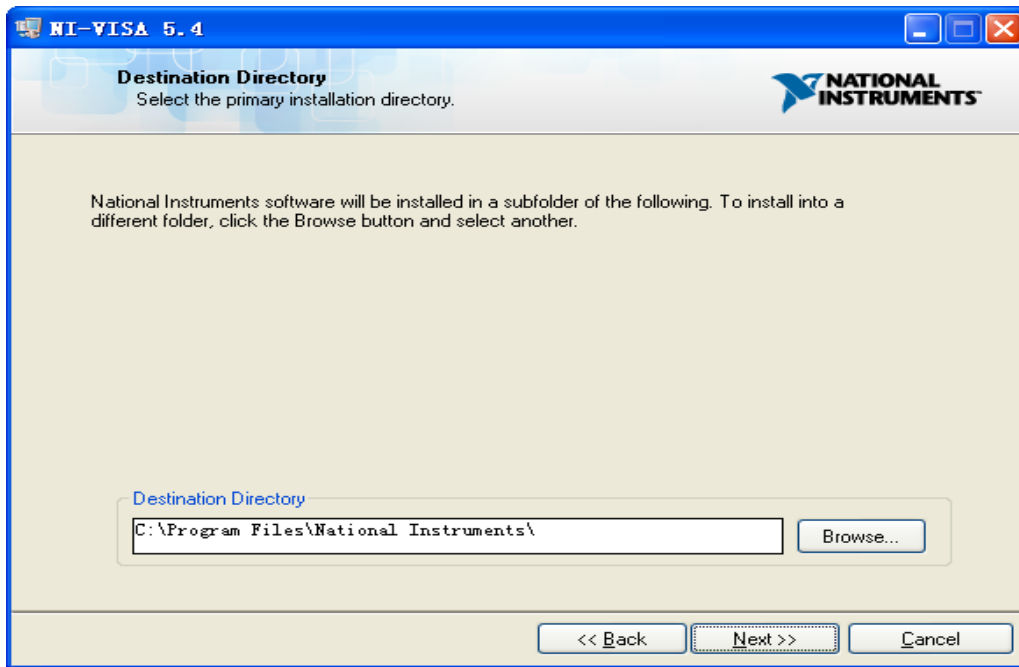 NI-VISA 5.4
Destination Directory
Select the primary installation directory.
NATIONAL
INSTRUMENTS
National Instruments software will be installed in a subfolder of the following. To install into a
different folder, click the Browse button and select another.
Destination Directory
C:\Program Files\National Instruments\
Browse...
<< Back
Next >>
Cancel